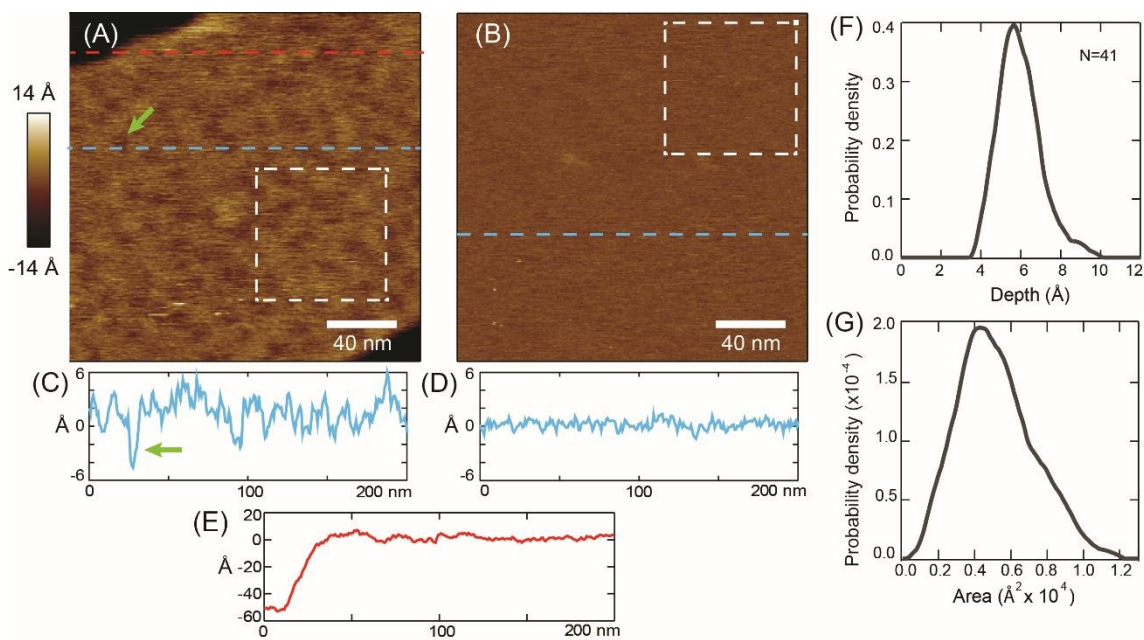 (A)
14 Å
-14 Å
40 nm
(B)
40 nm
(C)
6
Å 0
-6
0 100 200 nm
(D)
6
Å 0
-6
0 100 200 nm
(E)
20
0
Å -20
-40
-60
0 100 200 nm
(F)
N=41
Probability density
0.4
0.3
0.2
0.1
0.0
0 2 4 6 8 10 12
Depth (Å)
(G)
Probability density (x10⁻⁴)
2.0
1.5
1.0
0.5
0.0
0.0 0.2 0.4 0.6 0.8 1.0
Area (Å² x 10⁴)